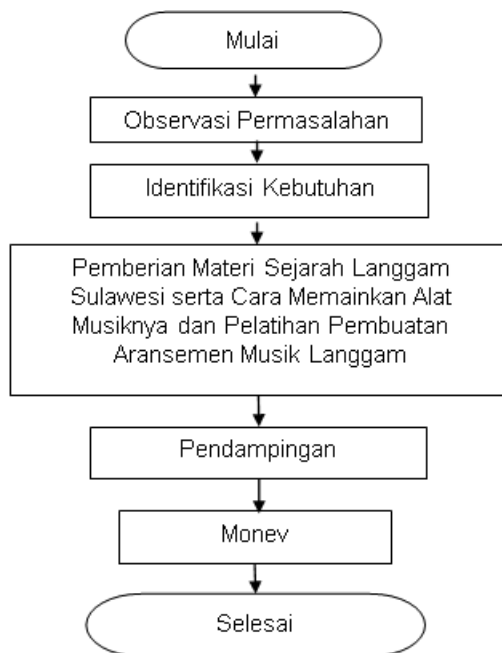 Mulai
Observasi Permasalahan
Identifikasi Kebutuhan
Pemberian Materi Sejarah Langgam
Sulawesi serta Cara Memainkan Alat
Musiknya dan Pelatihan Pembuatan
Aransemen Musik Langgam
Pendampingan
Monev
Selesai